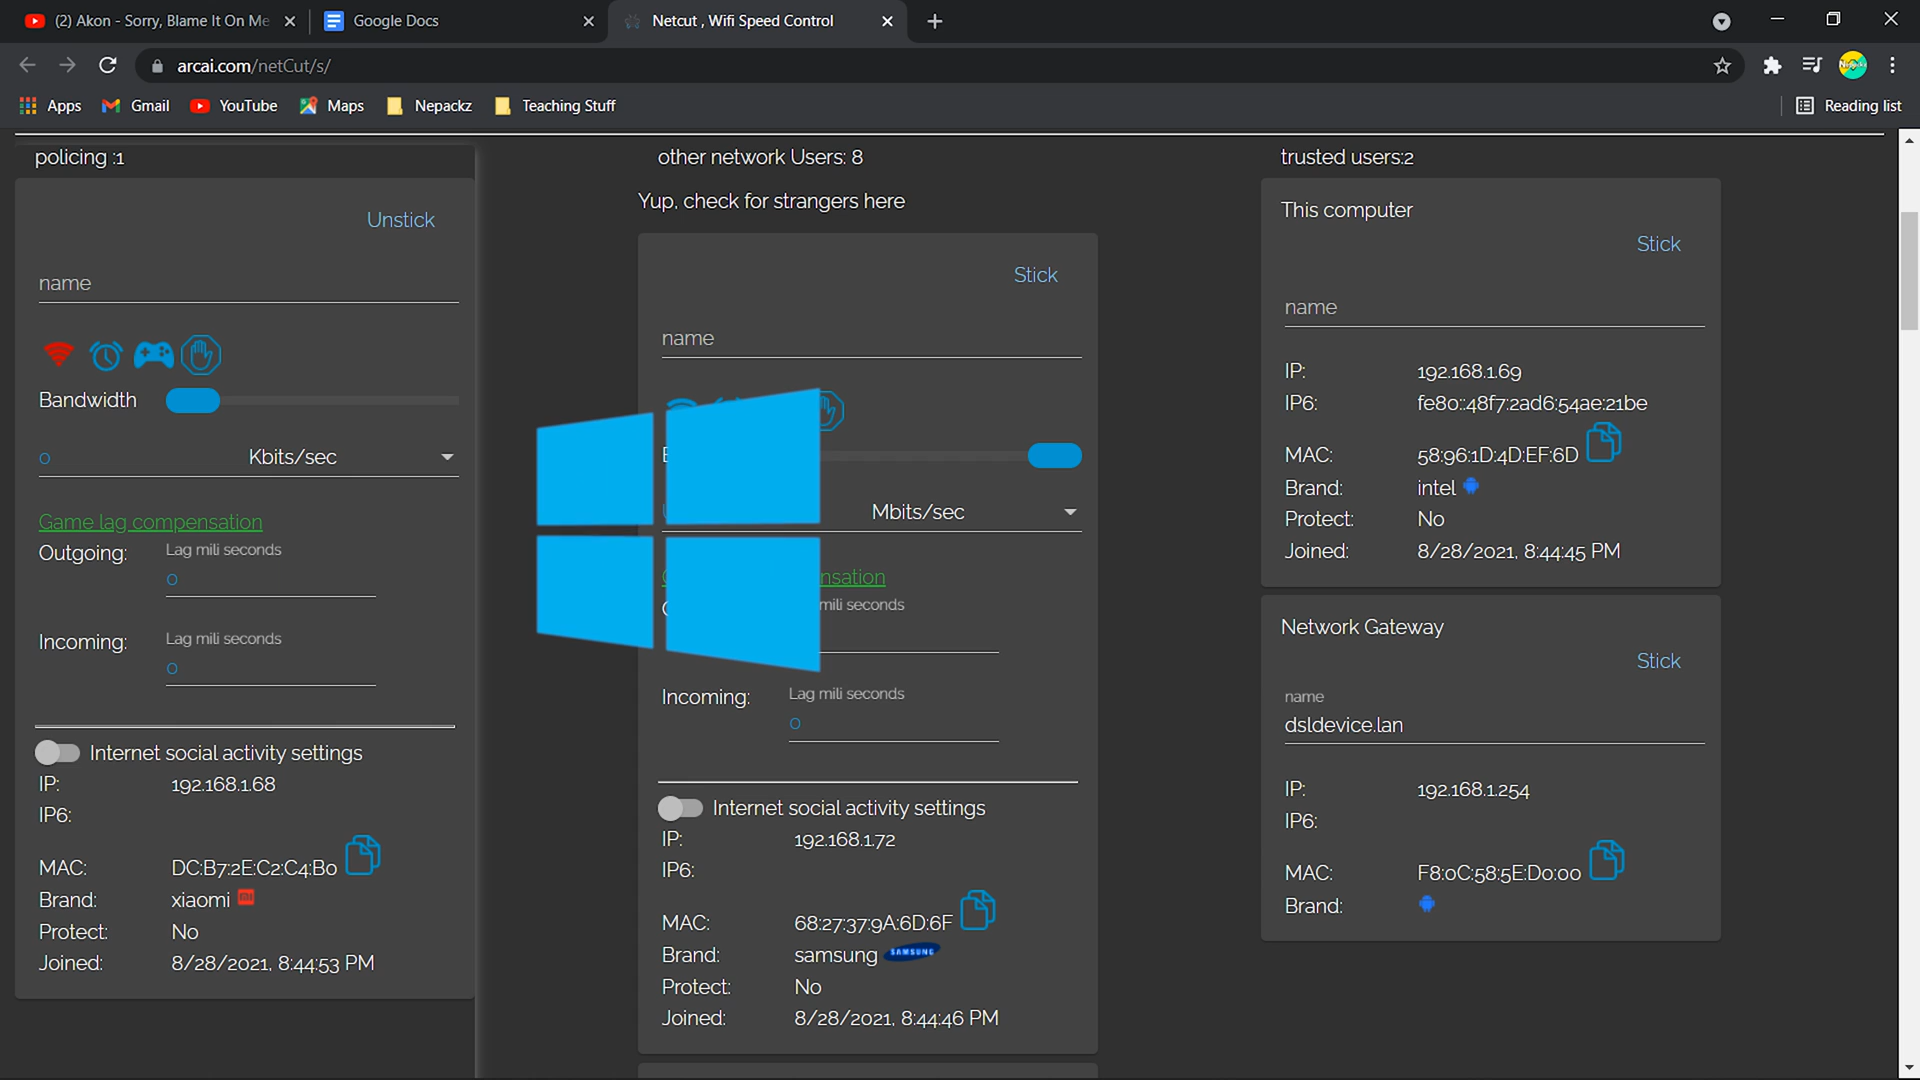 (2) Akon - Sorry, Blame It On Me
Google Docs
Netcut , Wifi Speed Control
arcai.com/netCut/s/
Apps
Gmail
YouTube
Maps
Nepackz
Teaching Stuff
Reading list
policing :1
Unstick
name
Bandwidth
0
Kbits/sec
Game lag compensation
Outgoing:
Lag mili seconds
0
Incoming:
Lag mili seconds
0
Internet social activity settings
IP: 192.168.1.68
IP6:
MAC: DC:B7:2E:C2:C4:B0
Brand: xiaomi
Protect: No
Joined: 8/28/2021, 8:44:53 PM
other network Users: 8
Yup, check for strangers here
Stick
name
Mbits/sec
mili seconds
Incoming:
Lag mili seconds
0
Internet social activity settings
IP: 192.168.1.72
IP6:
MAC: 68:27:37:9A:6D:6F
Brand: samsung SAMSUNG
Protect: No
Joined: 8/28/2021, 8:44:46 PM
trusted users:2
This computer
Stick
name
IP: 192.168.1.69
IP6: fe80::48f7:2ad6:54ae:21be
MAC: 58:96:1D:4D:EF:6D
Brand: intel
Protect: No
Joined: 8/28/2021, 8:44:45 PM
Network Gateway
Stick
name
dsldevice.lan
IP: 192.168.1.254
IP6:
MAC: F8:0C:58:5E:D0:00
Brand: